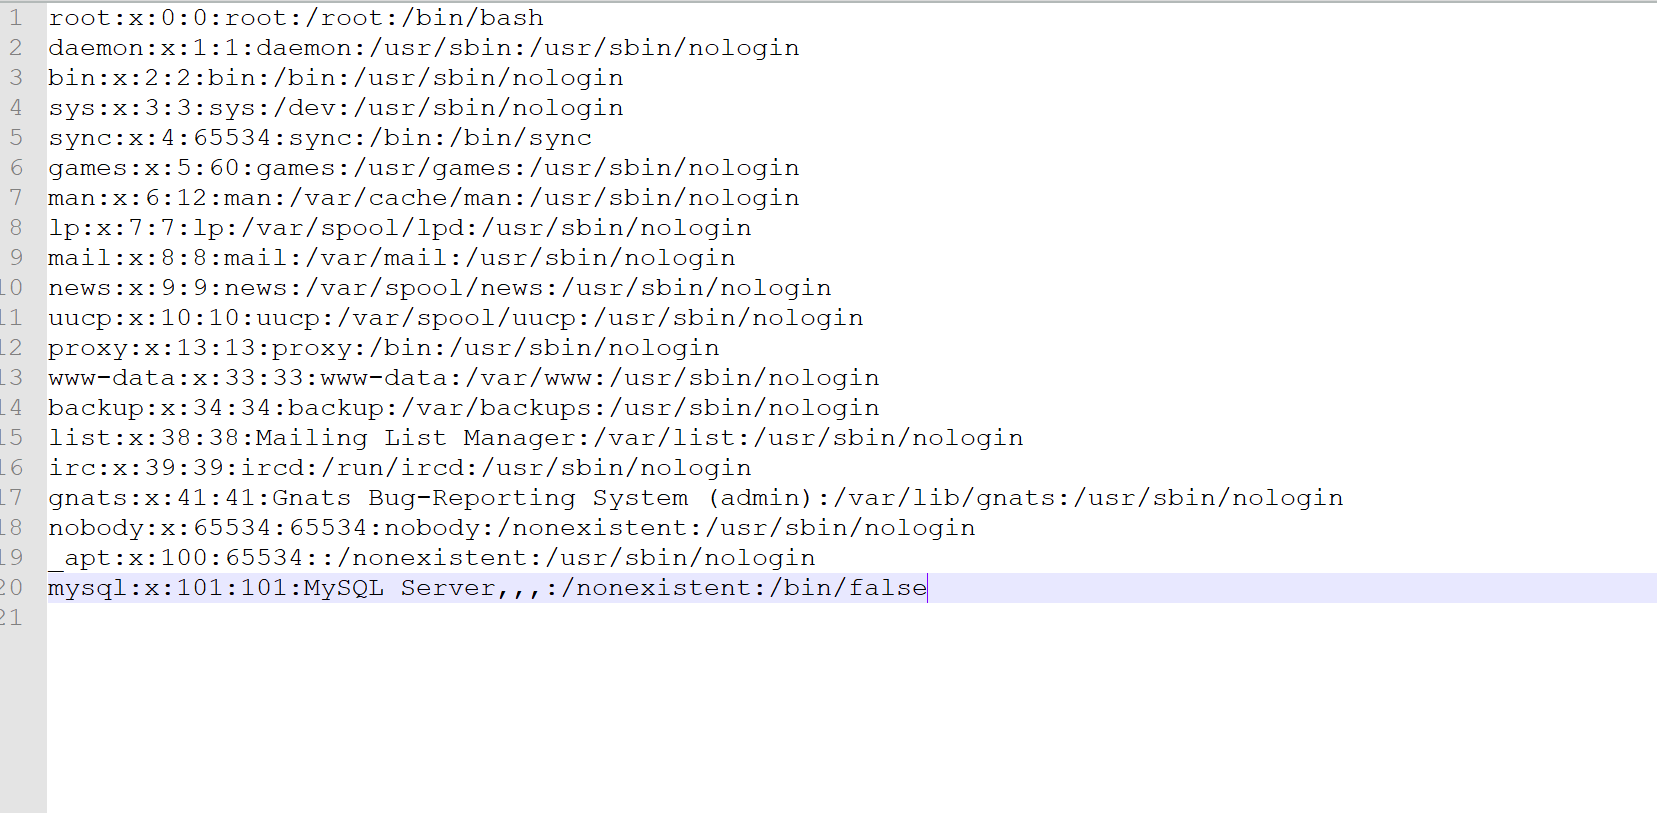 1 root:x:0:0:root:/root:/bin/bash
2 daemon:x:1:1:daemon:/usr/sbin:/usr/sbin/nologin
3 bin:x:2:2:bin:/bin:/usr/sbin/nologin
4 sys:x:3:3:sys:/dev:/usr/sbin/nologin
5 sync:x:4:65534:sync:/bin:/bin/sync
6 games:x:5:60:games:/usr/games:/usr/sbin/nologin
7 man:x:6:12:man:/var/cache/man:/usr/sbin/nologin
8 lp:x:7:7:lp:/var/spool/lpd:/usr/sbin/nologin
9 mail:x:8:8:mail:/var/mail:/usr/sbin/nologin
10 news:x:9:9:news:/var/spool/news:/usr/sbin/nologin
11 uucp:x:10:10:uucp:/var/spool/uucp:/usr/sbin/nologin
12 proxy:x:13:13:proxy:/bin:/usr/sbin/nologin
13 www-data:x:33:33:www-data:/var/www:/usr/sbin/nologin
14 backup:x:34:34:backup:/var/backups:/usr/sbin/nologin
15 list:x:38:38:Mailing List Manager:/var/list:/usr/sbin/nologin
16 irc:x:39:39:ircd:/run/ircd:/usr/sbin/nologin
17 gnats:x:41:41:Gnats Bug-Reporting System (admin):/var/lib/gnats:/usr/sbin/nologin
18 nobody:x:65534:65534:nobody:/nonexistent:/usr/sbin/nologin
19 _apt:x:100:65534::/nonexistent:/usr/sbin/nologin
20 mysql:x:101:101:MySQL Server,,,:/nonexistent:/bin/false
21